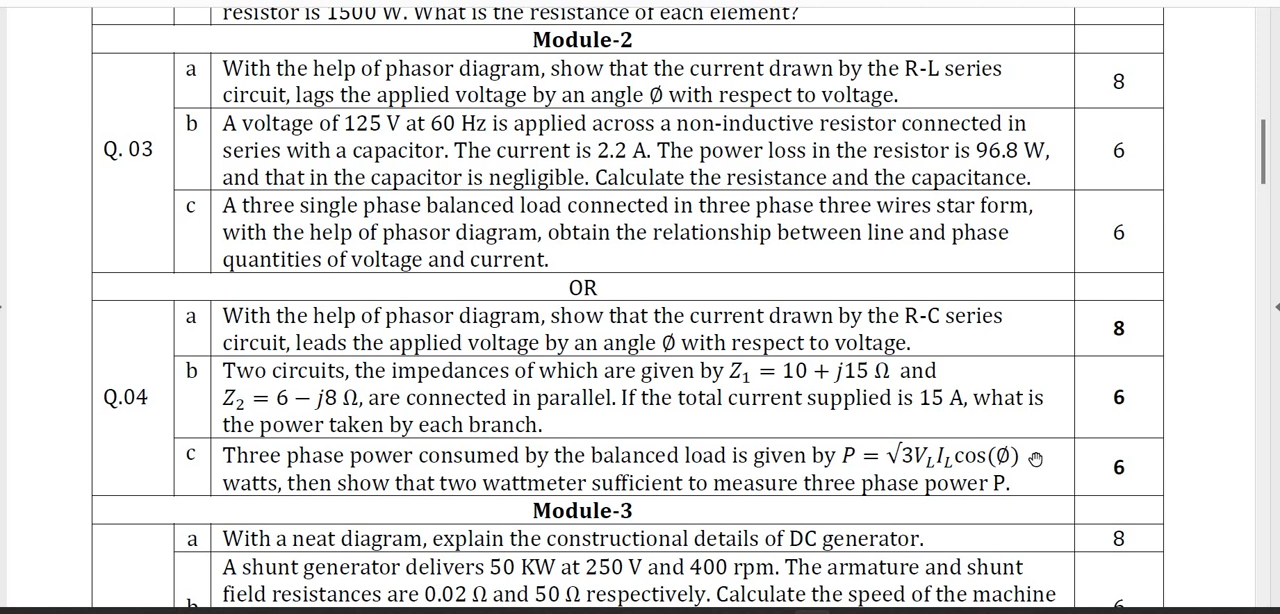 resistor is 1500 W. What is the resistance of each element?
Module-2
Q. 03
a With the help of phasor diagram, show that the current drawn by the R-L series
circuit, lags the applied voltage by an angle Ø with respect to voltage. 8
b A voltage of 125 V at 60 Hz is applied across a non-inductive resistor connected in
series with a capacitor. The current is 2.2 A. The power loss in the resistor is 96.8 W, 6
and that in the capacitor is negligible. Calculate the resistance and the capacitance.
c A three single phase balanced load connected in three phase three wires star form,
with the help of phasor diagram, obtain the relationship between line and phase 6
quantities of voltage and current.
OR
Q.04
a With the help of phasor diagram, show that the current drawn by the R-C series
circuit, leads the applied voltage by an angle Ø with respect to voltage. 8
b Two circuits, the impedances of which are given by Z₁ = 10 + j15 Ω and
Z₂ = 6 − j8 Ω, are connected in parallel. If the total current supplied is 15 A, what is 6
the power taken by each branch.
c Three phase power consumed by the balanced load is given by P = √3V_L I_L cos(Ø)
watts, then show that two wattmeter sufficient to measure three phase power P. 6
Module-3
a With a neat diagram, explain the constructional details of DC generator. 8
A shunt generator delivers 50 KW at 250 V and 400 rpm. The armature and shunt
b field resistances are 0.02 Ω and 50 Ω respectively. Calculate the speed of the machine 6